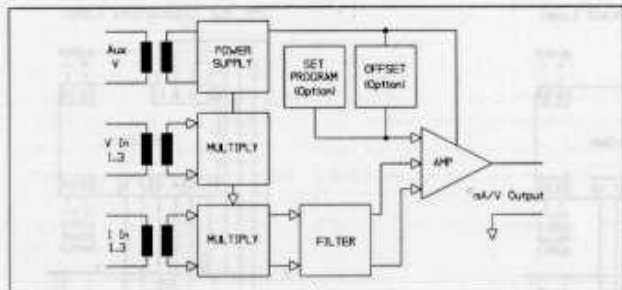 Aux
V
POWER
SUPPLY
SET
PROGRAM
(Option)
OFFSET
(Option)
V In
1.3
MULTIPLY
AMP
mA/V Output
I In
1.3
MULTIPLY
FILTER